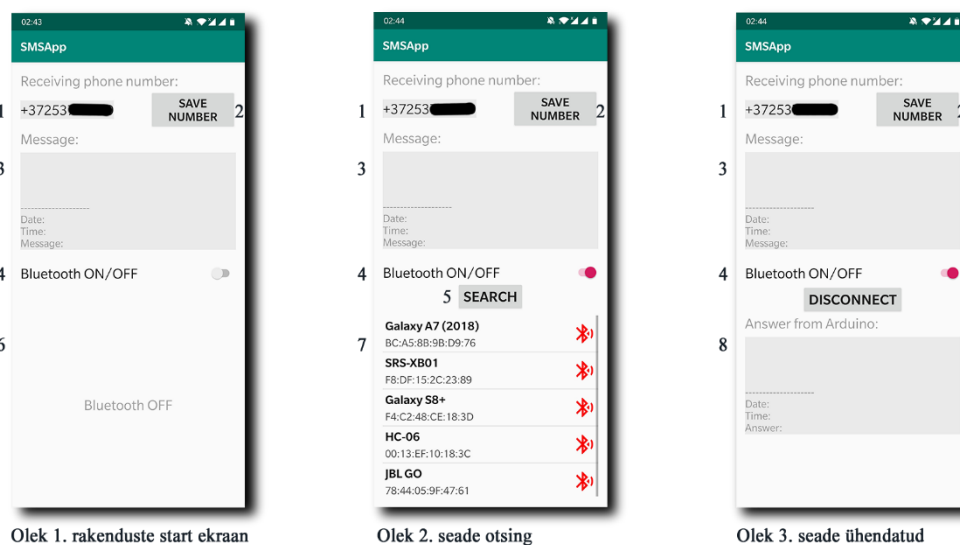 02:43
SMSApp
Receiving phone number:
1 +37253 SAVE NUMBER 2
Message:
3
--------------------
Date:
Time:
Message:
4 Bluetooth ON/OFF
6
Bluetooth OFF
Olek 1. rakenduste start ekraan
02:44
SMSApp
Receiving phone number:
1 +37253 SAVE NUMBER 2
Message:
3
--------------------
Date:
Time:
Message:
4 Bluetooth ON/OFF
5 SEARCH
7
Galaxy A7 (2018)
BC:A5:8B:9B:D9:76
SRS-XB01
F8:DF:15:2C:23:89
Galaxy S8+
F4:C2:48:CE:18:3D
HC-06
00:13:EF:10:18:3C
JBL GO
78:44:05:9F:47:61
Olek 2. seade otsing
02:44
SMSApp
Receiving phone number:
1 +37253 SAVE NUMBER 2
Message:
3
--------------------
Date:
Time:
Message:
4 Bluetooth ON/OFF
DISCONNECT
Answer from Arduino:
8
--------------------
Date:
Time:
Answer:
Olek 3. seade ühendatud